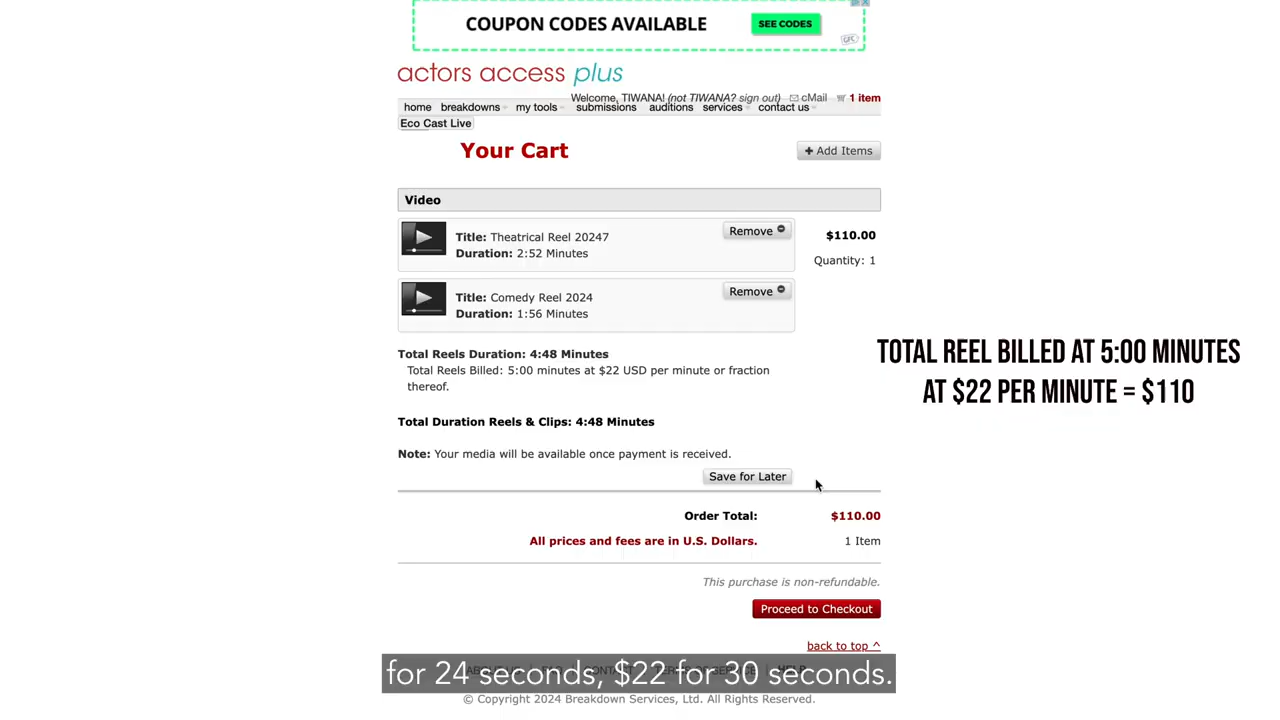 COUPON CODES AVAILABLE
SEE CODES
actors access plus
Welcome, TIWANA! (not TIWANA? sign out) cMail 1 item
home breakdowns my tools submissions auditions services contact us
Eco Cast Live
Your Cart
+ Add Items
Video
Title: Theatrical Reel 20247
Duration: 2:52 Minutes
Remove
$110.00
Quantity: 1
Title: Comedy Reel 2024
Duration: 1:56 Minutes
Remove
Total Reels Duration: 4:48 Minutes
Total Reels Billed: 5:00 minutes at $22 USD per minute or fraction
thereof.
TOTAL REEL BILLED AT 5:00 MINUTES
AT $22 PER MINUTE = $110
Total Duration Reels & Clips: 4:48 Minutes
Note: Your media will be available once payment is received.
Save for Later
Order Total: $110.00
All prices and fees are in U.S. Dollars. 1 Item
This purchase is non-refundable.
Proceed to Checkout
back to top ^
for 24 seconds, $22 for 30 seconds.
© Copyright 2024 Breakdown Services, Ltd. All Rights Reserved.